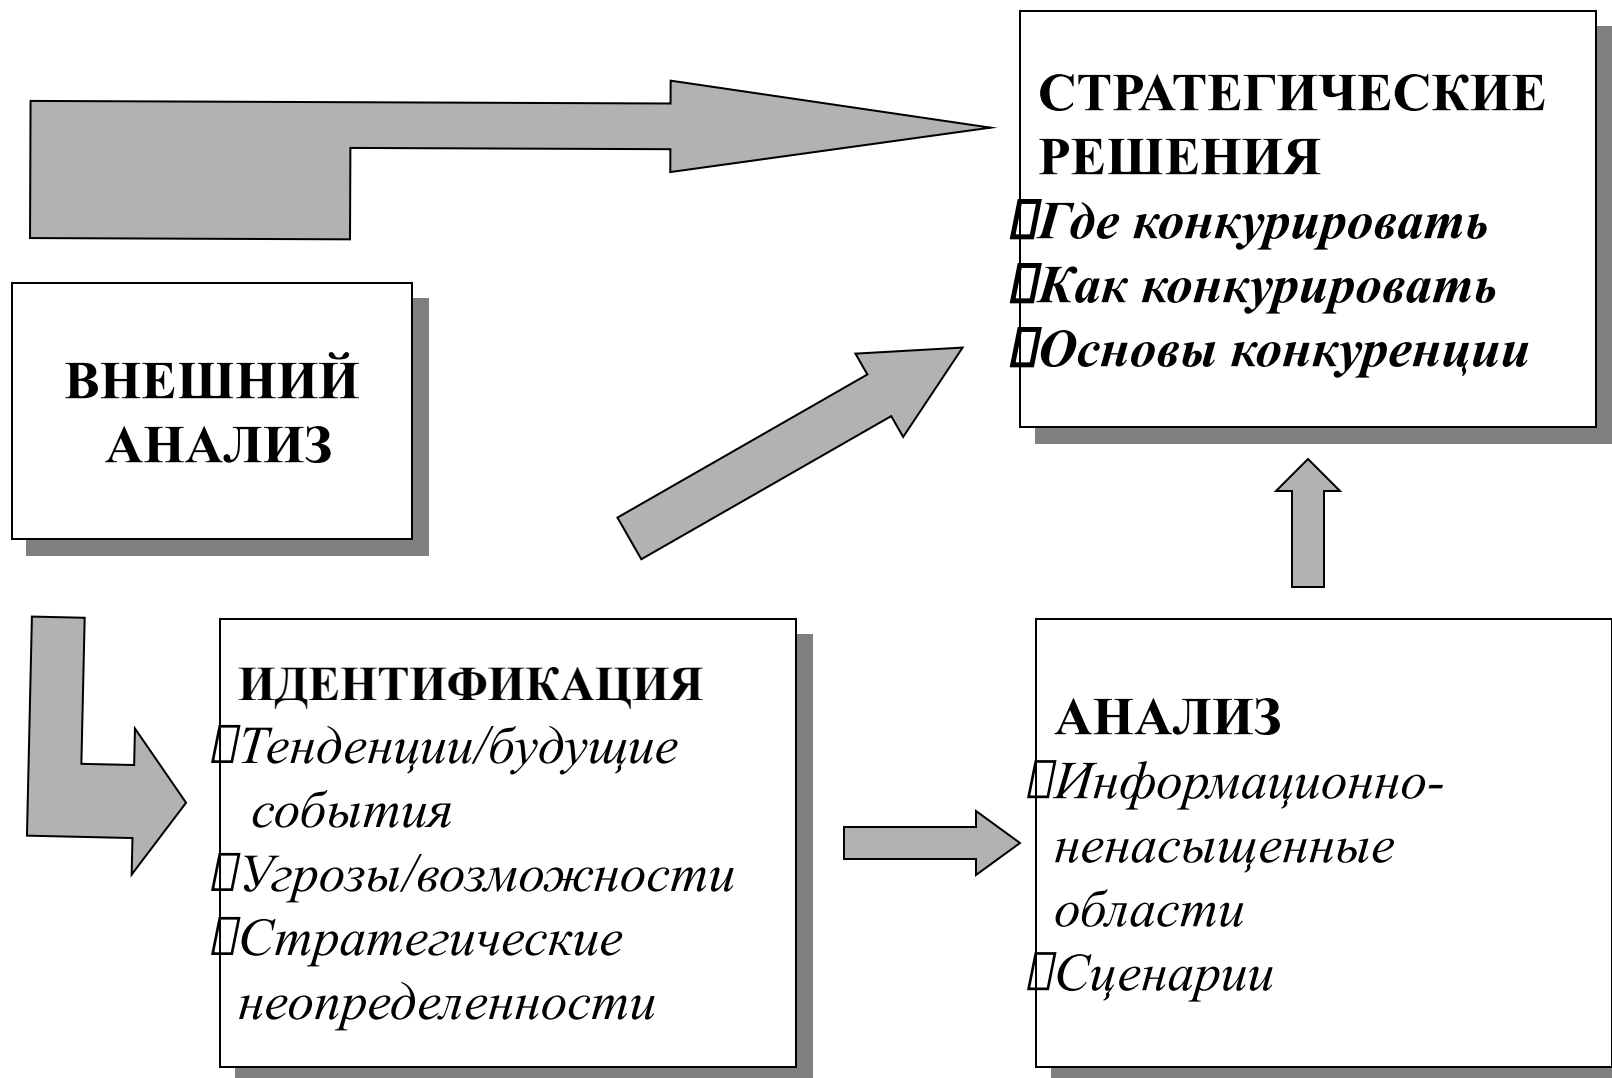 СТРАТЕГИЧЕСКИЕ
РЕШЕНИЯ
Где конкурировать
Как конкурировать
Основы конкуренции
ВНЕШНИЙ
АНАЛИЗ
ИДЕНТИФИКАЦИЯ
Тенденции/будущие
события
Угрозы/возможности
Стратегические
неопределенности
АНАЛИЗ
Информационно-
ненасыщенные
области
Сценарии